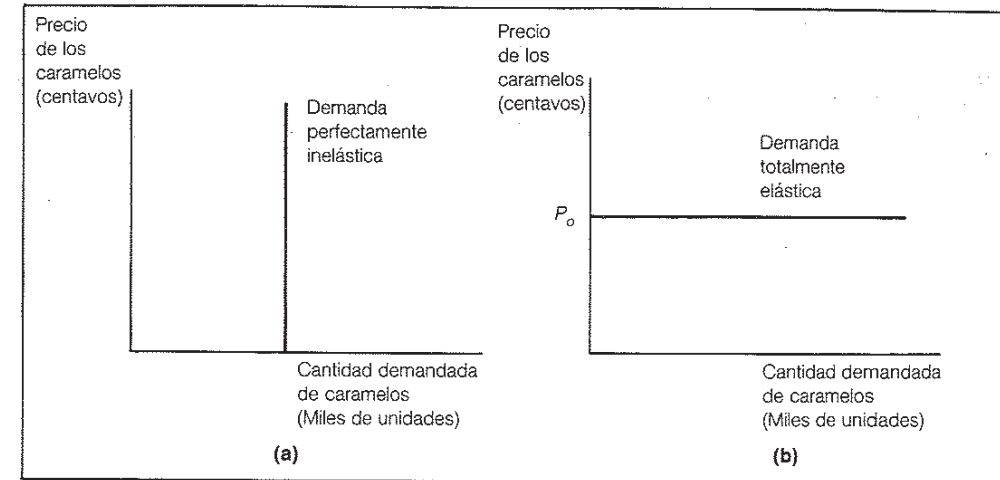 Precio
de los
caramelos
(centavos)
Demanda
perfectamente
inelástica
Cantidad demandada
de caramelos
(Miles de unidades)
(a)
Precio
de los
caramelos
(centavos)
Demanda
totalmente
elástica
Po
Cantidad demandada
de caramelos
(Miles de unidades)
(b)